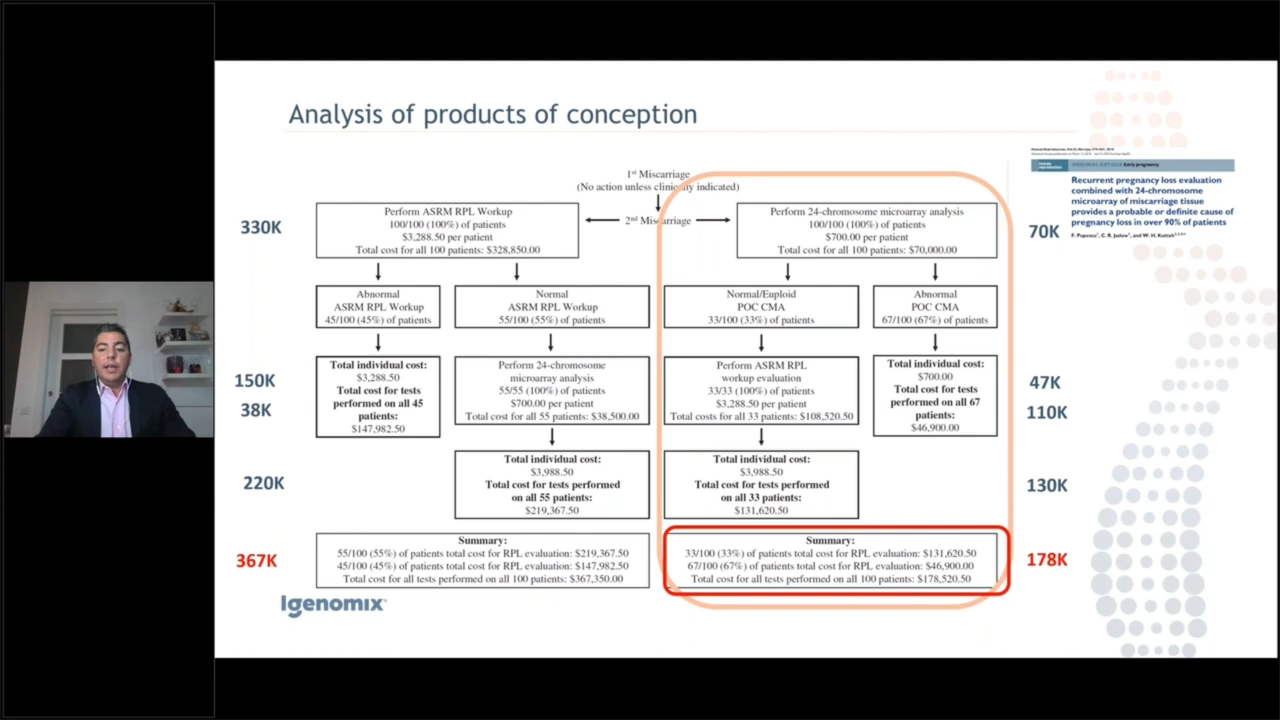 Analysis of products of conception
1st Miscarriage
(No action unless clinically indicated)
330K
Perform ASRM RPL Workup
100/100 (100%) of patients
$3,288.50 per patient
Total cost for all 100 patients: $328,850.00
2nd Miscarriage
Perform 24-chromosome microarray analysis
100/100 (100%) of patients
$700.00 per patient
Total cost for all 100 patients: $70,000.00
70K
ORIGINAL ARTICLE Early pregnancy
Recurrent pregnancy loss evaluation
combined with 24-chromosome
microarray of miscarriage tissue
provides a probable or definite cause of
pregnancy loss in over 90% of patients
F. Popescu, C. R. Jaslow, and W. H. Kutteh
Abnormal
ASRM RPL Workup
45/100 (45%) of patients
Normal
ASRM RPL Workup
55/100 (55%) of patients
Normal/Euploid
POC CMA
33/100 (33%) of patients
Abnormal
POC CMA
67/100 (67%) of patients
150K
38K
Total individual cost:
$3,288.50
Total cost for tests
performed on all 45
patients:
$147,982.50
Perform 24-chromosome
microarray analysis
55/55 (100%) of patients
$700.00 per patient
Total cost for all 55 patients: $38,500.00
Perform ASRM RPL
workup evaluation
33/33 (100%) of patients
$3,288.50 per patient
Total costs for all 33 patients: $108,520.50
Total individual cost:
$700.00
Total cost for tests
performed on all 67
patients:
$46,900.00
47K
110K
220K
Total individual cost:
$3,988.50
Total cost for tests performed
on all 55 patients:
$219,367.50
Total individual cost:
$3,988.50
Total cost for tests performed
on all 33 patients:
$131,620.50
130K
367K
Summary:
55/100 (55%) of patients total cost for RPL evaluation: $219,367.50
45/100 (45%) of patients total cost for RPL evaluation: $147,982.50
Total cost for all tests performed on all 100 patients: $367,350.00
Summary:
33/100 (33%) of patients total cost for RPL evaluation: $131,620.50
67/100 (67%) of patients total cost for RPL evaluation: $46,900.00
Total cost for all tests performed on all 100 patients: $178,520.50
178K
Igenomix